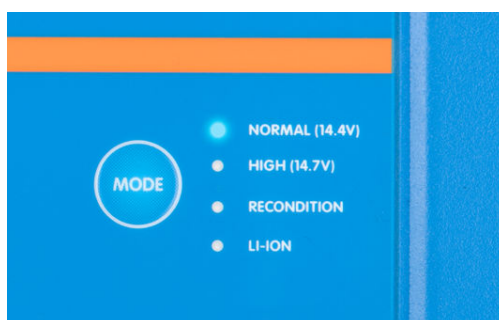 NORMAL (14.4V)
HIGH (14.7V)
MODE
RECONDITION
LI-ION